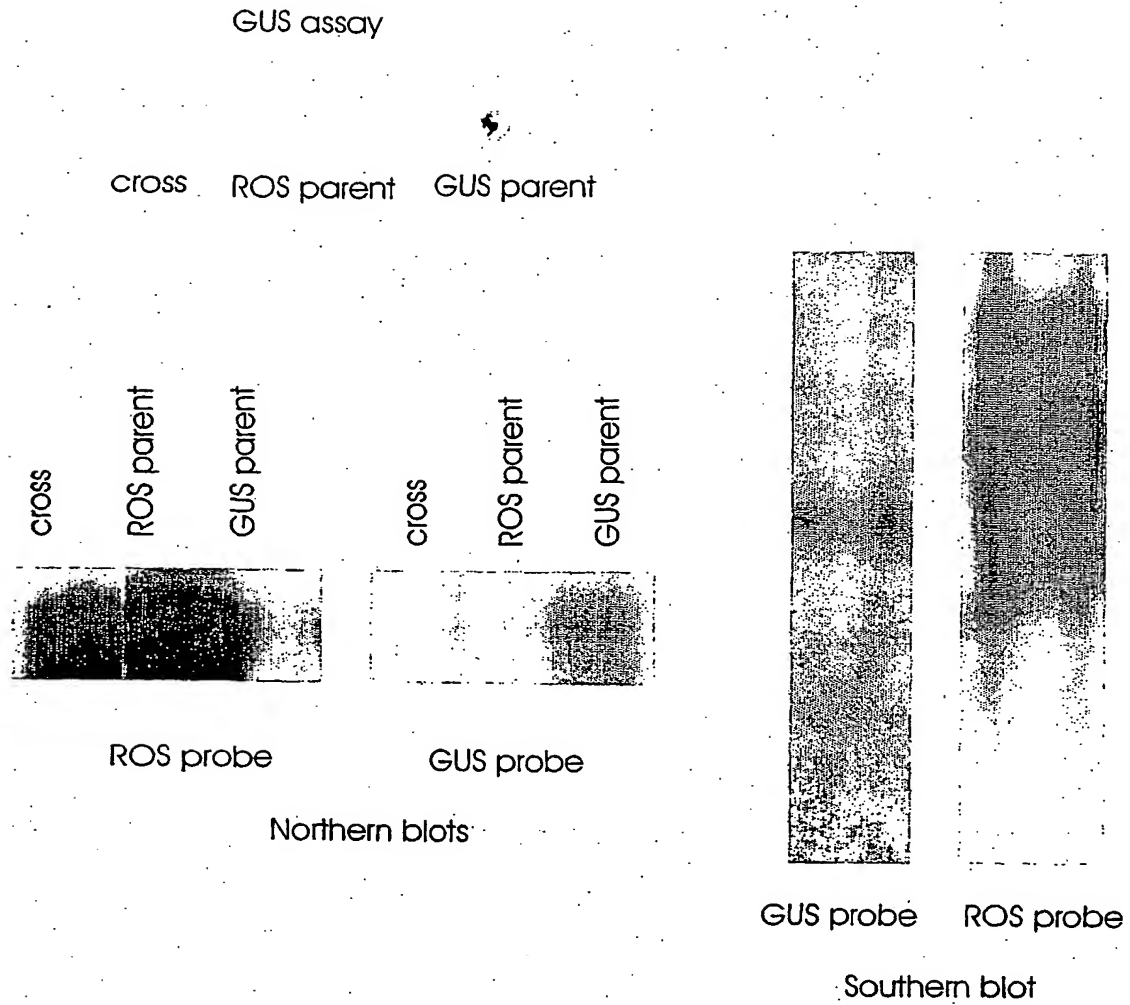 GUS assay
cross ROS parent GUS parent
cross
ROS parent
GUS parent
cross
ROS parent
GUS parent
ROS probe
GUS probe
Northern blots
GUS probe
ROS probe
Southern blot